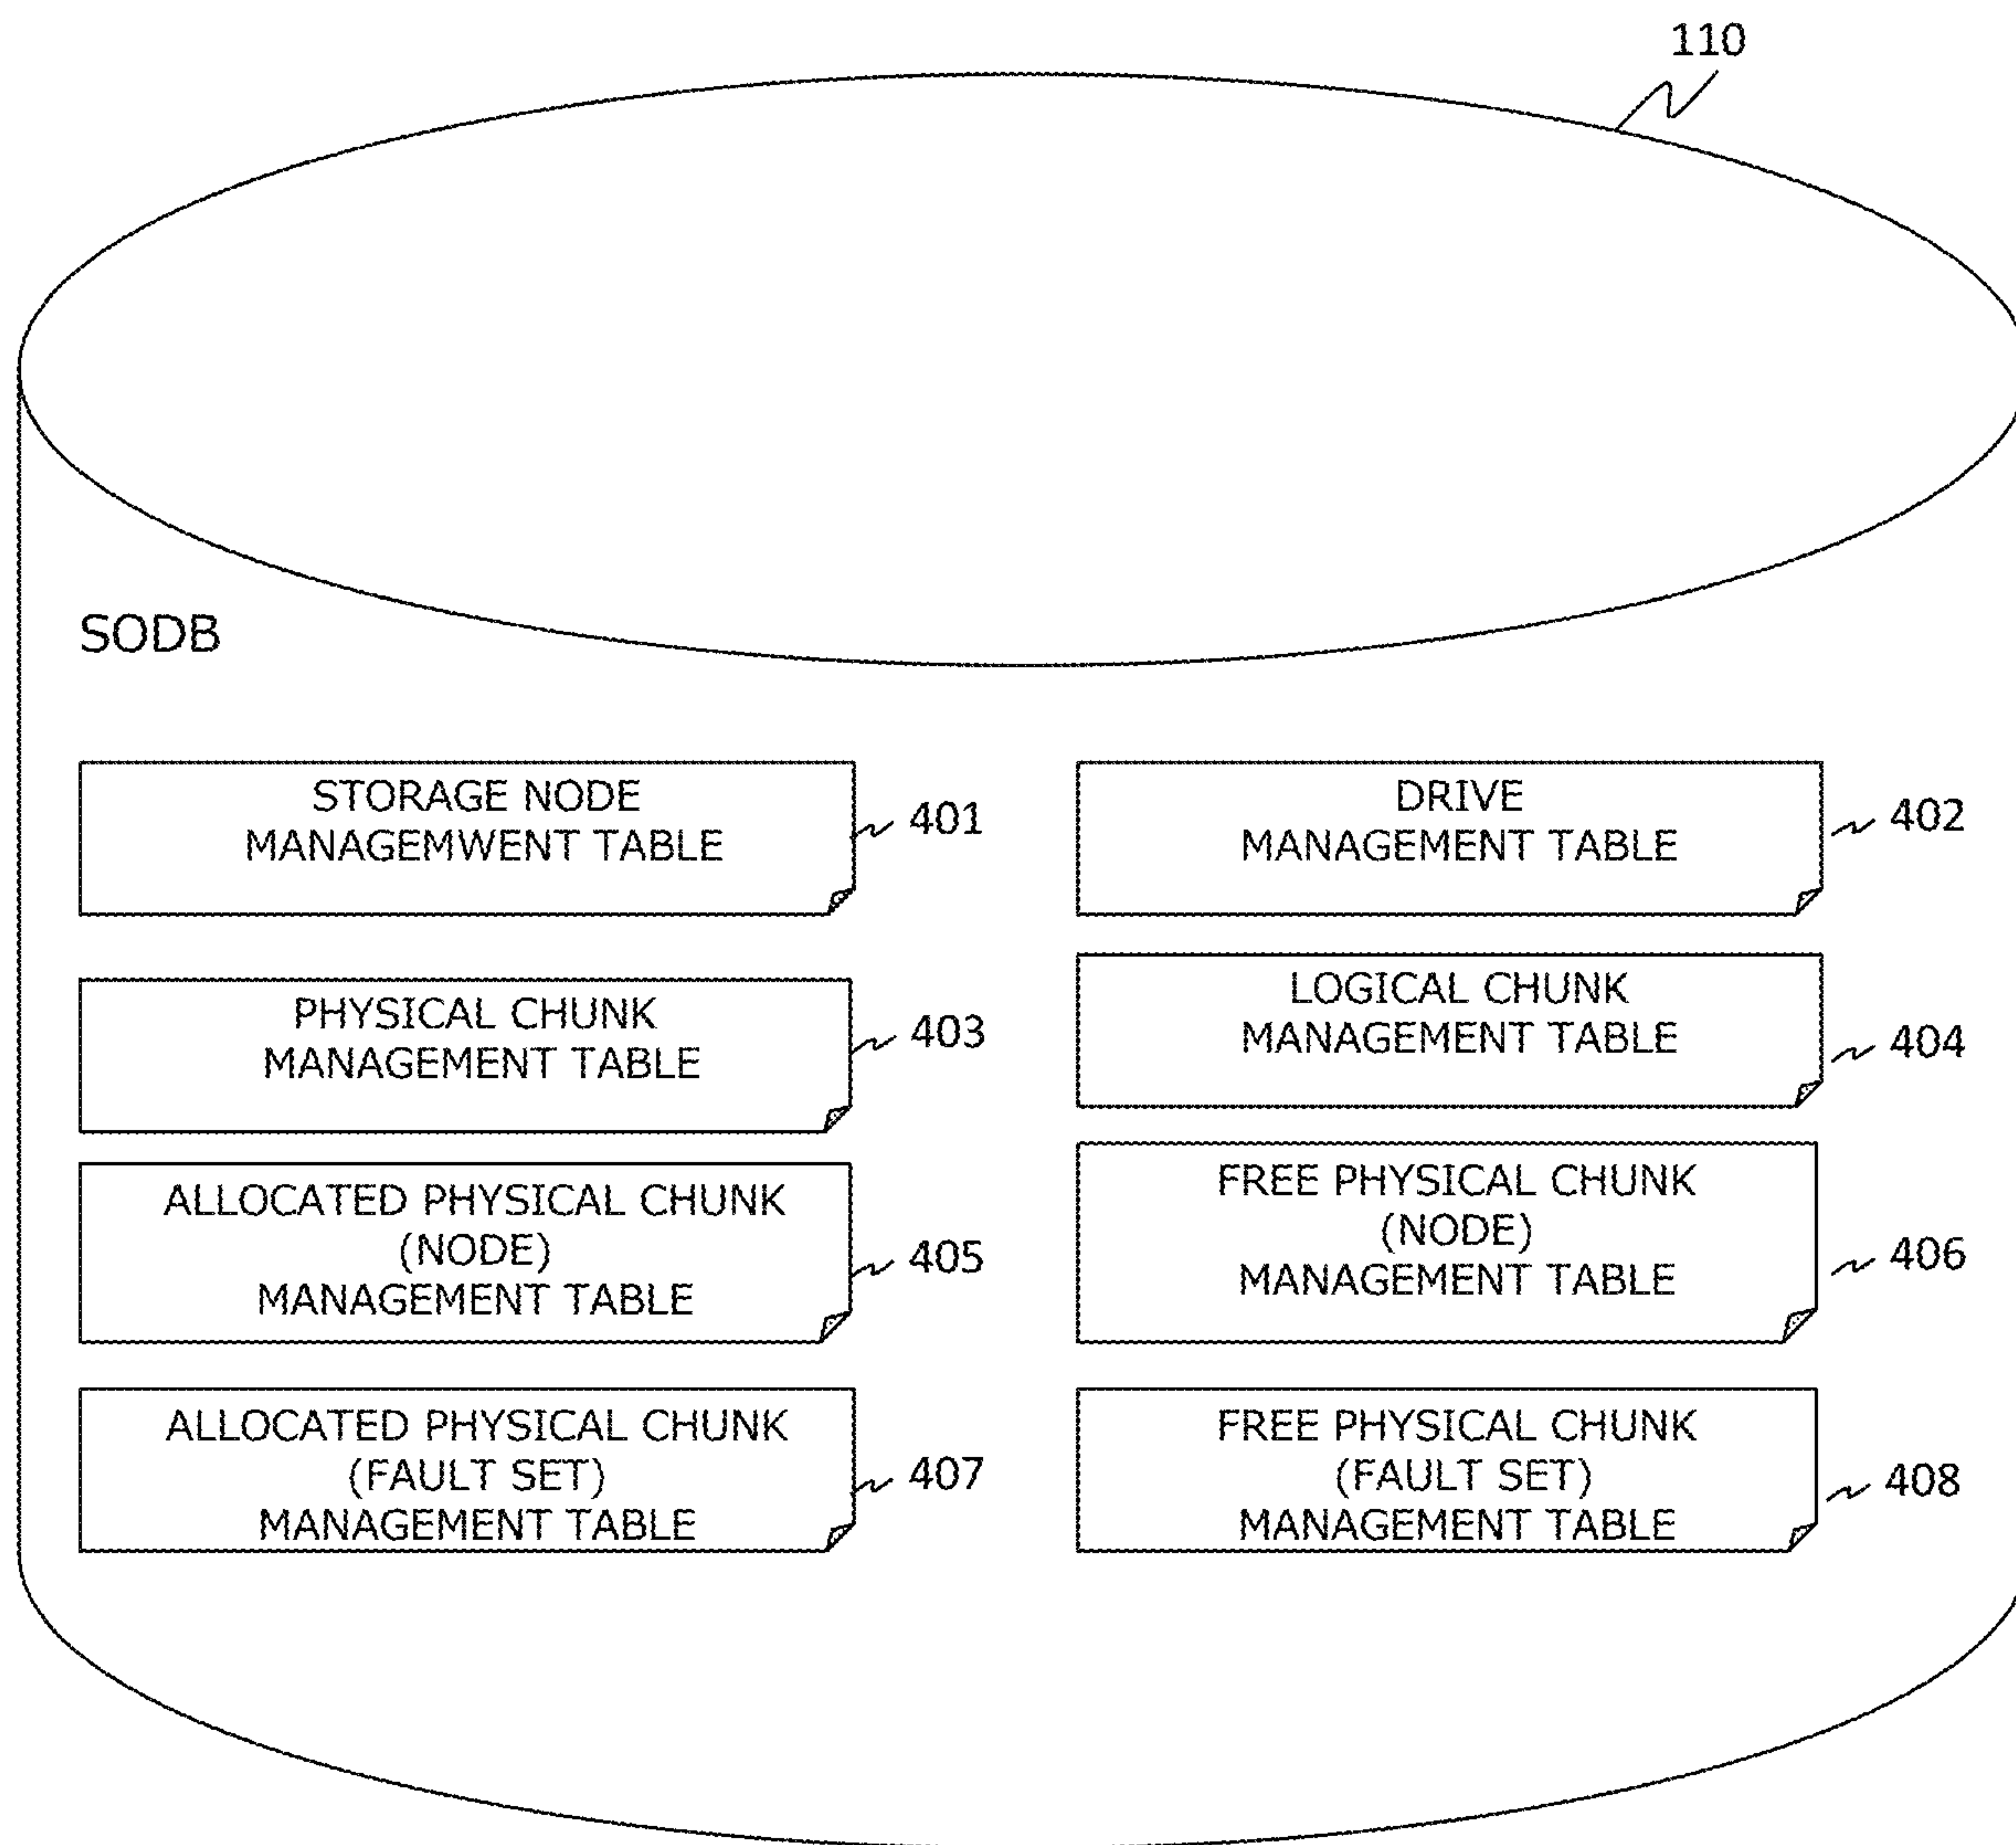 110
SODB
STORAGE NODE
MANAGEMWENT TABLE
401
DRIVE
MANAGEMENT TABLE
402
PHYSICAL CHUNK
MANAGEMENT TABLE
403
LOGICAL CHUNK
MANAGEMENT TABLE
404
ALLOCATED PHYSICAL CHUNK
(NODE)
MANAGEMENT TABLE
405
FREE PHYSICAL CHUNK
(NODE)
MANAGEMENT TABLE
406
ALLOCATED PHYSICAL CHUNK
(FAULT SET)
MANAGEMENT TABLE
407
FREE PHYSICAL CHUNK
(FAULT SET)
MANAGEMENT TABLE
408